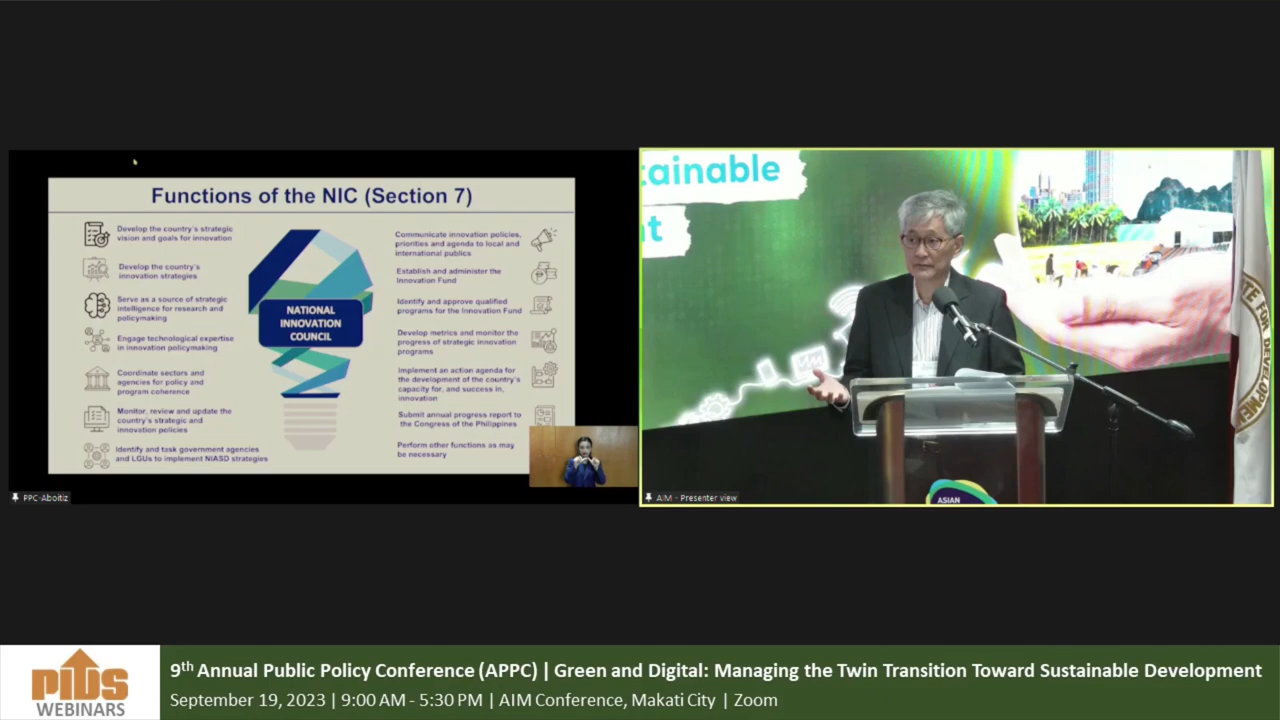 Functions of the NIC (Section 7)
Develop the country's strategic
vision and goals for innovation
Develop the country's
innovation strategies
Serve as a source of strategic
intelligence for research and
policymaking
Engage technological expertise
in innovation policymaking
Coordinate sectors and
agencies for policy and
program coherence
Monitor, review and update the
country's strategic and
innovation policies
Identify and task government agencies
and LGUs to implement NIASD strategies
NATIONAL
INNOVATION
COUNCIL
Communicate innovation policies,
priorities and agenda to local and
international publics
Establish and administer the
Innovation Fund
Identify and approve qualified
programs for the Innovation Fund
Develop metrics and monitor the
progress of strategic innovation
programs
Implement an action agenda for
the development of the country's
capacity for, and success in,
innovation
Submit annual progress report to
the Congress of the Philippines
Perform other functions as may
be necessary
PPC-Aboitiz
tainable
t
TE FOR DEVELOPMEN
ASIAN
AIM - Presenter view
PIDS
WEBINARS
9th Annual Public Policy Conference (APPC) | Green and Digital: Managing the Twin Transition Toward Sustainable Development
September 19, 2023 | 9:00 AM - 5:30 PM | AIM Conference, Makati City | Zoom